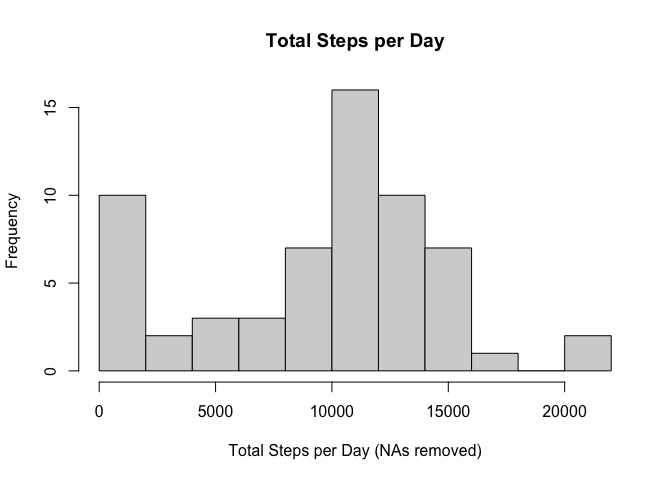 Total Steps per Day
Frequency
15
10
5
0
0 5000 10000 15000 20000
Total Steps per Day (NAs removed)